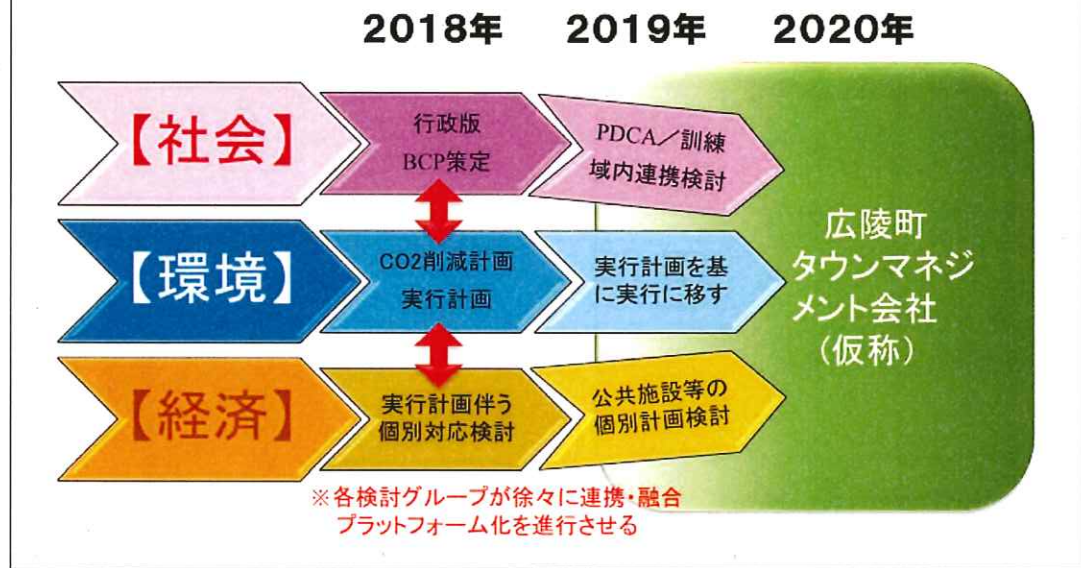 2018年 2019年 2020年
【社会】
行政版
BCP策定
PDCA／訓練
域内連携検討
【環境】
CO2削減計画
実行計画
実行計画を基
に実行に移す
【経済】
実行計画伴う
個別対応検討
公共施設等の
個別計画検討
広陵町
タウンマネジ
メント会社
(仮称)
※各検討グループが徐々に連携・融合
プラットフォーム化を進行させる